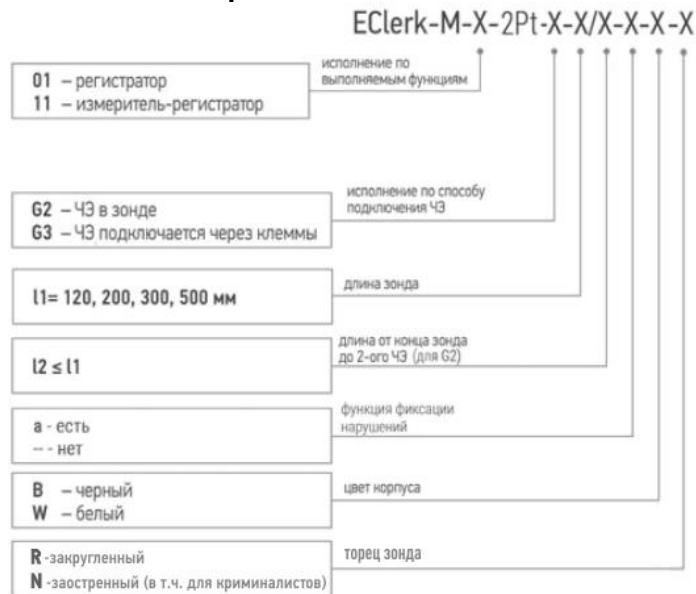 EClerk-M-X-2Pt-X-X/X-X-X-X
исполнение по
выполняемым функциям
01 – регистратор
11 – измеритель-регистратор
исполнение по способу
подключения ЧЭ
G2 – ЧЭ в зонде
G3 – ЧЭ подключается через клеммы
длина зонда
l1= 120, 200, 300, 500 мм
длина от конца зонда
до 2-ого ЧЭ (для G2)
l2 ≤ l1
функция фиксации
нарушений
а - есть
-- - нет
цвет корпуса
B – черный
W – белый
торец зонда
R -закругленный
N -заостренный (в т.ч. для криминалистов)